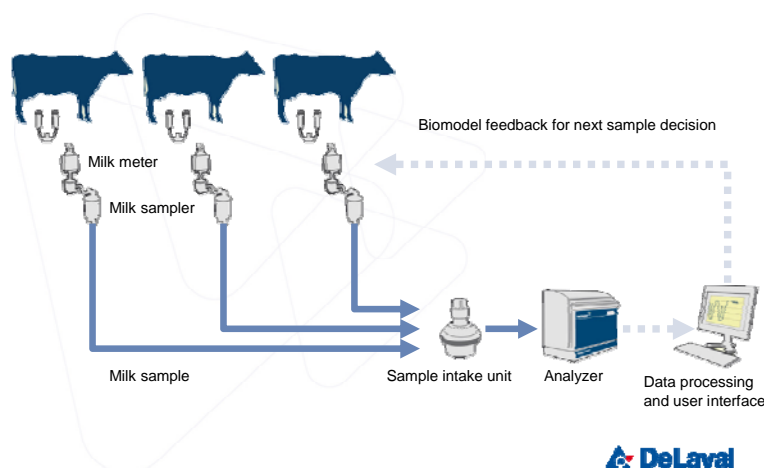 Biomodel feedback for next sample decision
Milk meter
Milk sampler
Milk sample
Sample intake unit
Analyzer
Data processing
and user interface
DeLaval